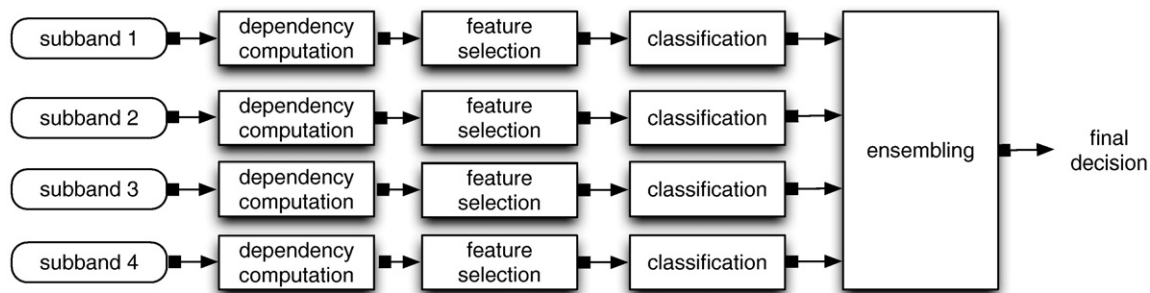 subband 1
dependency
computation
feature
selection
classification
subband 2
dependency
computation
feature
selection
classification
subband 3
dependency
computation
feature
selection
classification
subband 4
dependency
computation
feature
selection
classification
ensembling
final
decision